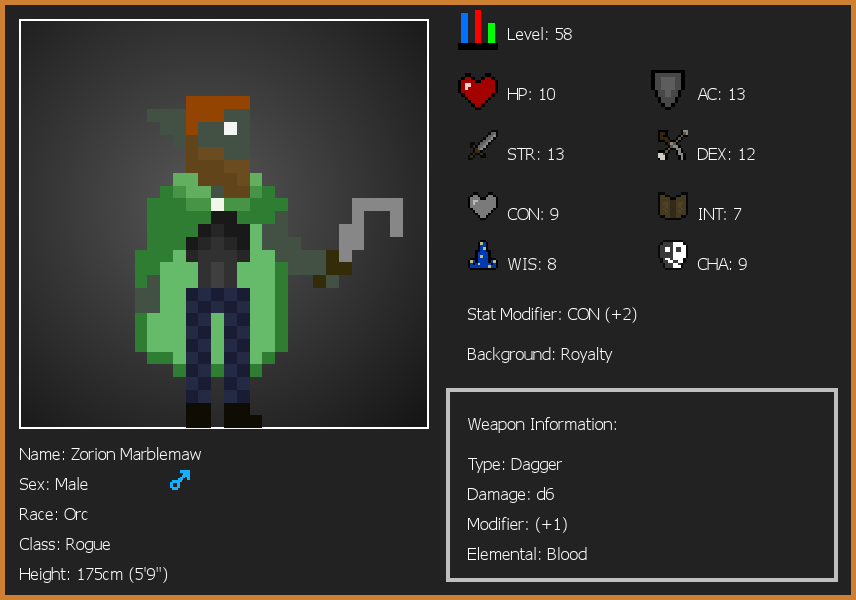 Level: 58
HP: 10
AC: 13
STR: 13
DEX: 12
CON: 9
INT: 7
WIS: 8
CHA: 9
Stat Modifier: CON (+2)
Background: Royalty
Name: Zorion Marblemaw
Sex: Male
Race: Orc
Class: Rogue
Height: 175cm (5'9")
Weapon Information:
Type: Dagger
Damage: d6
Modifier: (+1)
Elemental: Blood